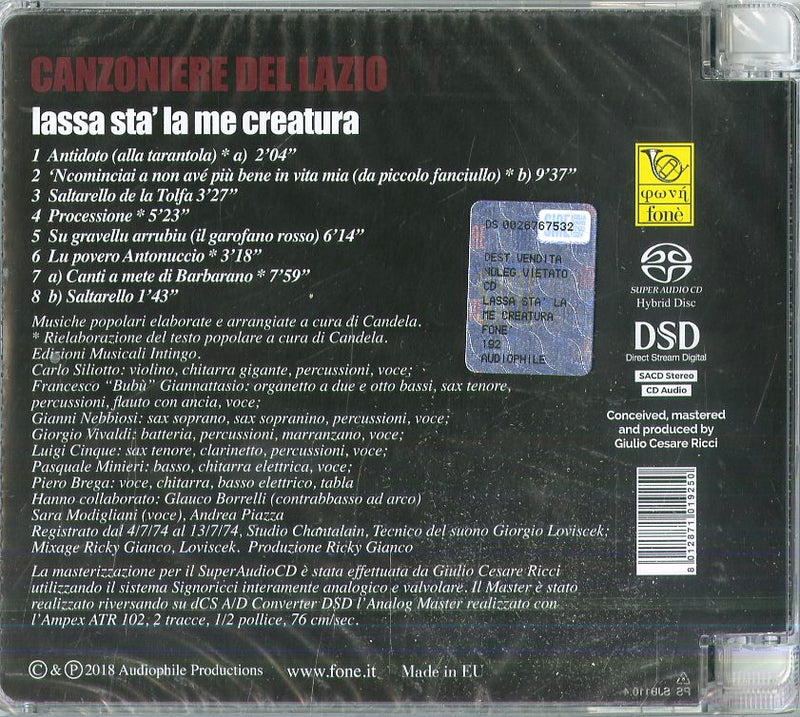 CANZONIERE DEL LAZIO
lassa sta' la me creatura
1 Antidoto (alla tarantola) * a) 2'04"
2 'Ncominciai a non avé più bene in vita mia (da piccolo fanciullo) * b) 9'37"
3 Saltarello de la Tolfa 3'27"
4 Processione * 5'23"
5 Su gravellu arrubiu (il garofano rosso) 6'14"
6 Lu povero Antonuccio * 3'18"
7 a) Canti a mete di Barbarano * 7'59"
8 b) Saltarello 1'43"
Musiche popolari elaborate e arrangiate a cura di Candela.
* Rielaborazione del testo popolare a cura di Candela.
Edizioni Musicali Intingo.
Carlo Siliotto: violino, chitarra gigante, percussioni, voce;
Francesco "Bubù" Giannattasio: organetto a due e otto bassi, sax tenore,
percussioni, flauto con ancia, voce;
Gianni Nebbiosi: sax soprano, sax sopranino, percussioni, voce;
Giorgio Vivaldi: batteria, percussioni, marranzano, voce;
Luigi Cinque: sax tenore, clarinetto, percussioni, voce;
Pasquale Minieri: basso, chitarra elettrica, voce;
Piero Brega: voce, chitarra, basso elettrico, tabla
Hanno collaborato: Glauco Borrelli (contrabbasso ad arco)
Sara Modigliani (voce), Andrea Piazza
Registrato dal 4/7/74 al 13/7/74, Studio Chantalain, Tecnico del suono Giorgio Loviscek;
Mixage Ricky Gianco, Loviscek. Produzione Ricky Gianco
La masterizzazione per il SuperAudioCD è stata effettuata da Giulio Cesare Ricci
utilizzando il sistema Signoricci interamente analogico e valvolare. Il Master è stato
realizzato riversando su dCS A/D Converter DSD l'Analog Master realizzato con
l'Ampex ATR 102, 2 tracce, 1/2 pollice, 76 cm/sec.
© & ℗ 2018 Audiophile Productions www.fone.it Made in EU
DS 0026767532
DEST.VENDITA
NOLEG.VIETATO
CD
LASSA STA' LA
ME CREATURA
FONE'
192
AUDIOPHILE
φωνή
fonè
SUPER AUDIO CD
Hybrid Disc
DSD
Direct Stream Digital
SACD Stereo
CD Audio
Conceived, mastered
and produced by
Giulio Cesare Ricci
8 012871 019250
PS SJB110.4